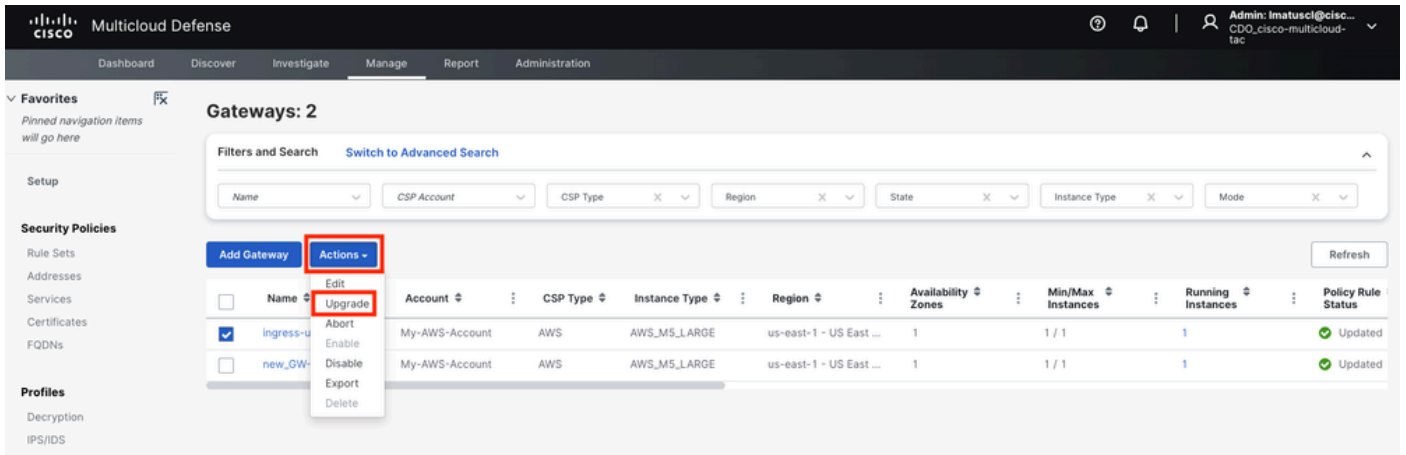 CISCO
Multicloud Defense
Admin: lmatuscl@cisc...
CDO_cisco-multicloud-
tac
Dashboard Discover Investigate Manage Report Administration
Favorites
Pinned navigation items
will go here
Setup
Security Policies
Rule Sets
Addresses
Services
Certificates
FQDNs
Profiles
Decryption
IPS/IDS
Gateways: 2
Filters and Search Switch to Advanced Search
Name CSP Account CSP Type Region State Instance Type Mode
Add Gateway Actions Refresh
Edit
Upgrade
Abort
Enable
Disable
Export
Delete
Name Account CSP Type Instance Type Region Availability Zones Min/Max Instances Running Instances Policy Rule Status
ingress-u My-AWS-Account AWS AWS_M5_LARGE us-east-1 - US East ... 1 1 / 1 1 Updated
new_GW- My-AWS-Account AWS AWS_M5_LARGE us-east-1 - US East ... 1 1 / 1 1 Updated